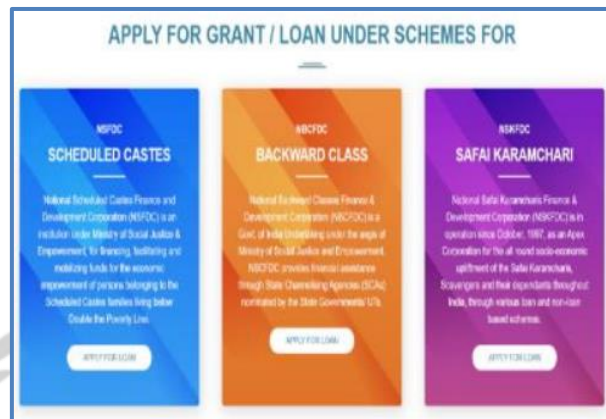 APPLY FOR GRANT / LOAN UNDER SCHEMES FOR
NSFDC
SCHEDULED CASTES
National Scheduled Castes Finance and
Development Corporation (NSFDC) is an
institution under Ministry of Social Justice &
Empowerment, for financing, facilitating and
mobilizing funds for the economic
empowerment of persons belonging to the
Scheduled Castes families living below
Double the Poverty Line.
APPLY FOR LOAN
NBCFDC
BACKWARD CLASS
National Backward Classes Finance &
Development Corporation (NBCFDC) is a
Govt. of India Undertaking under the aegis of
Ministry of Social Justice and Empowerment.
NBCFDC provides financial assistance
through State Channelising Agencies (SCAs)
nominated by the State Governments/ UTs.
APPLY FOR LOAN
NSKFDC
SAFAI KARAMCHARI
National Safai Karamcharis Finance &
Development Corporation (NSKFDC) is in
operation since October, 1997, as an Apex
Corporation for the all round socio-economic
upliftment of the Safai Karamcharis,
Scavengers and their dependants throughout
India, through various loan and non-loan
based schemes.
APPLY FOR LOAN